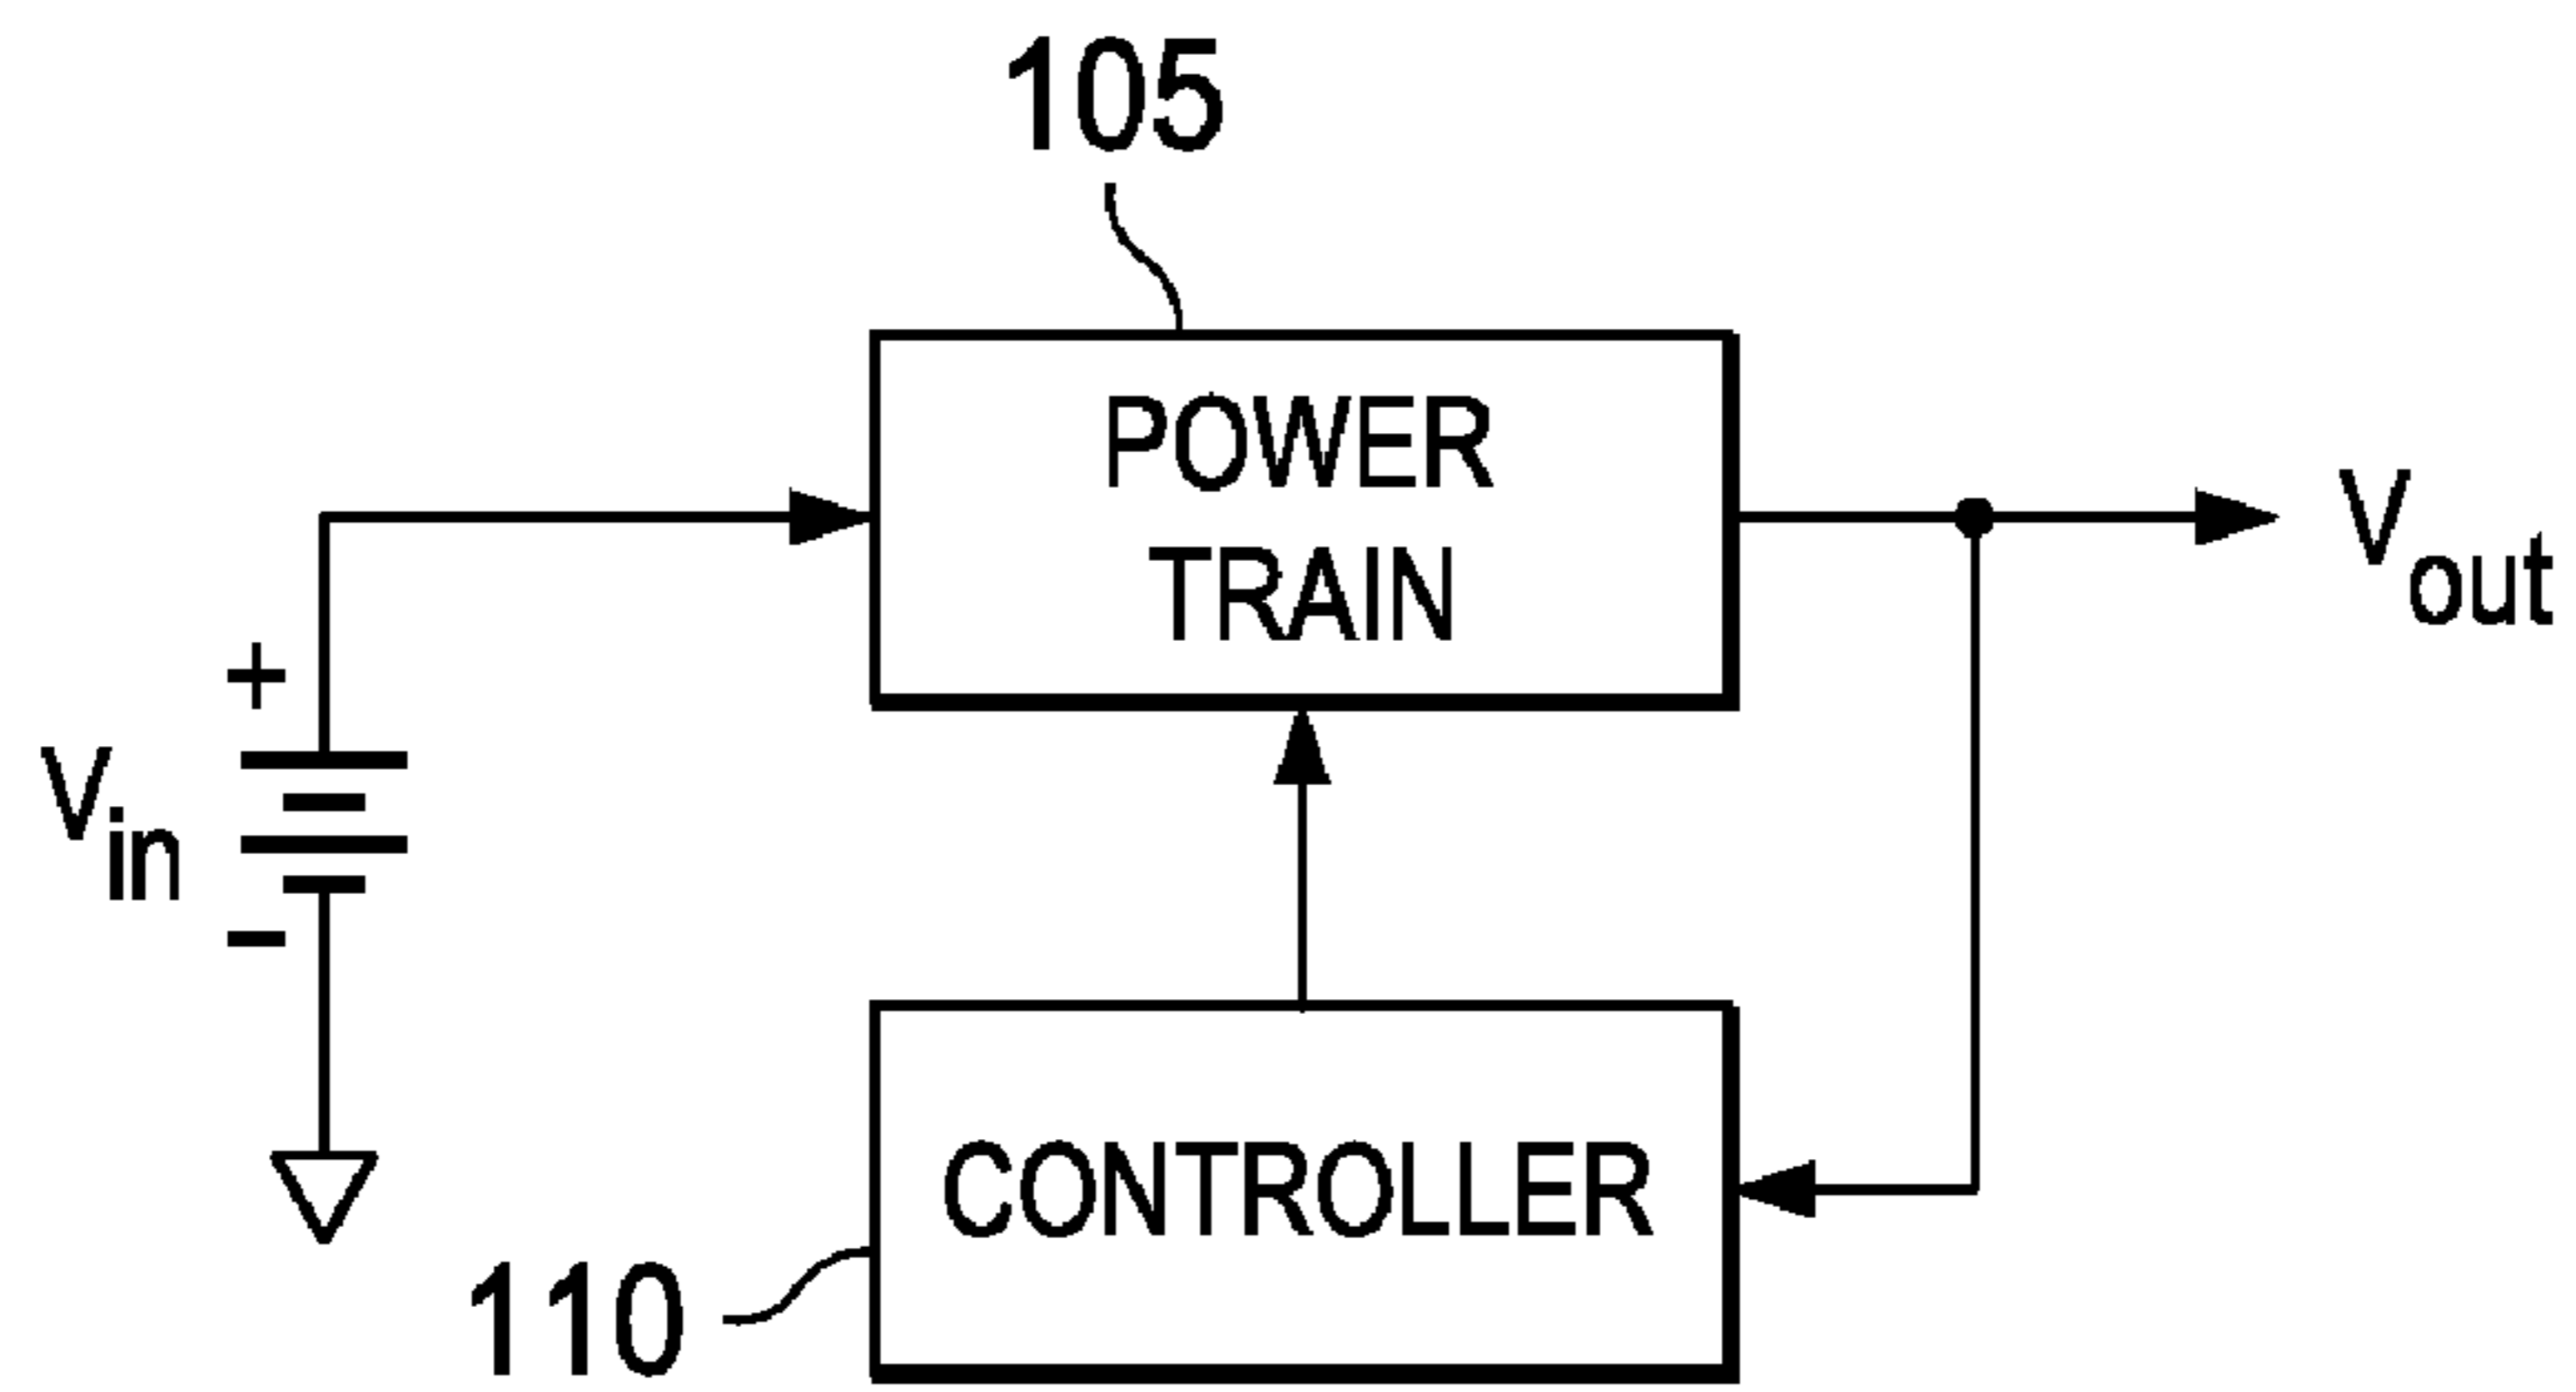 105
POWER
TRAIN
Vout
+
Vin
−
CONTROLLER
110